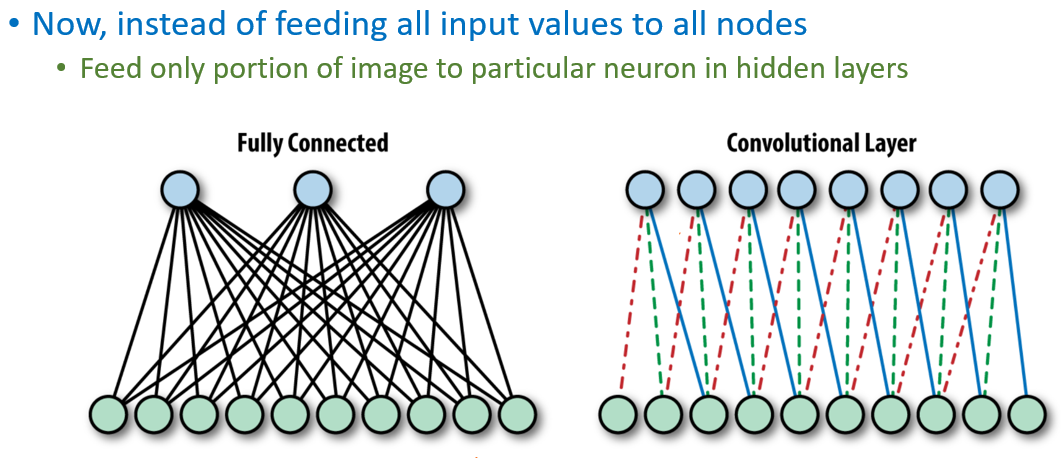 • Now, instead of feeding all input values to all nodes
• Feed only portion of image to particular neuron in hidden layers
Fully Connected
Convolutional Layer